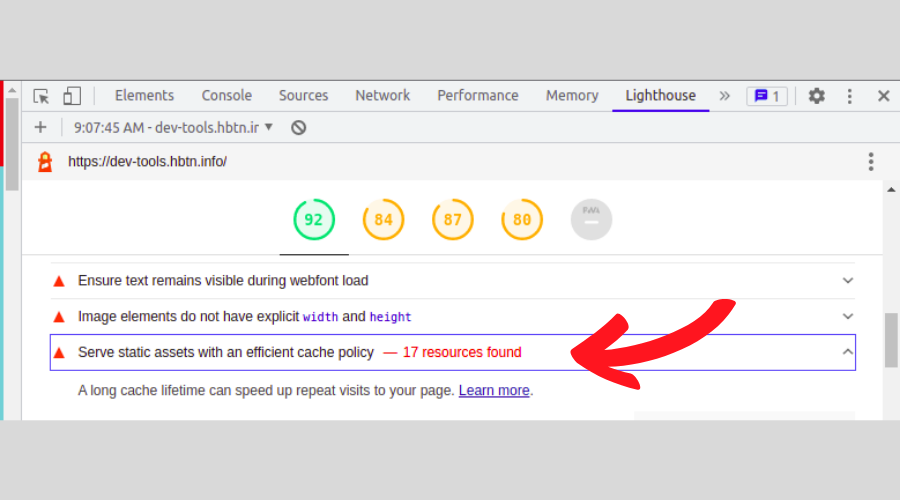 Elements Console Sources Network Performance Memory Lighthouse » 1
9:07:45 AM - dev-tools.hbtn.ir
https://dev-tools.hbtn.info/
92 84 87 80 PWA
Ensure text remains visible during webfont load
Image elements do not have explicit width and height
Serve static assets with an efficient cache policy — 17 resources found
A long cache lifetime can speed up repeat visits to your page. Learn more.